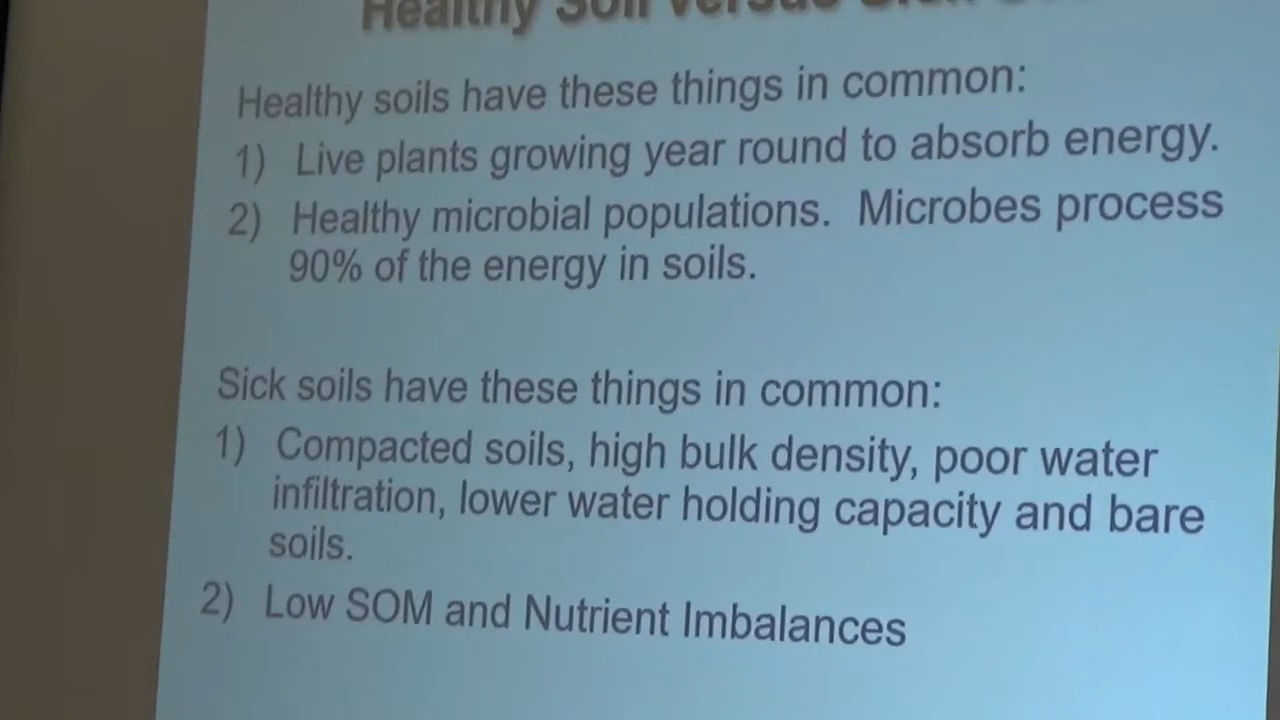 Healthy Soil versus
Healthy soils have these things in common:
1) Live plants growing year round to absorb energy.
2) Healthy microbial populations. Microbes process
90% of the energy in soils.
Sick soils have these things in common:
1) Compacted soils, high bulk density, poor water
infiltration, lower water holding capacity and bare
soils.
2) Low SOM and Nutrient Imbalances